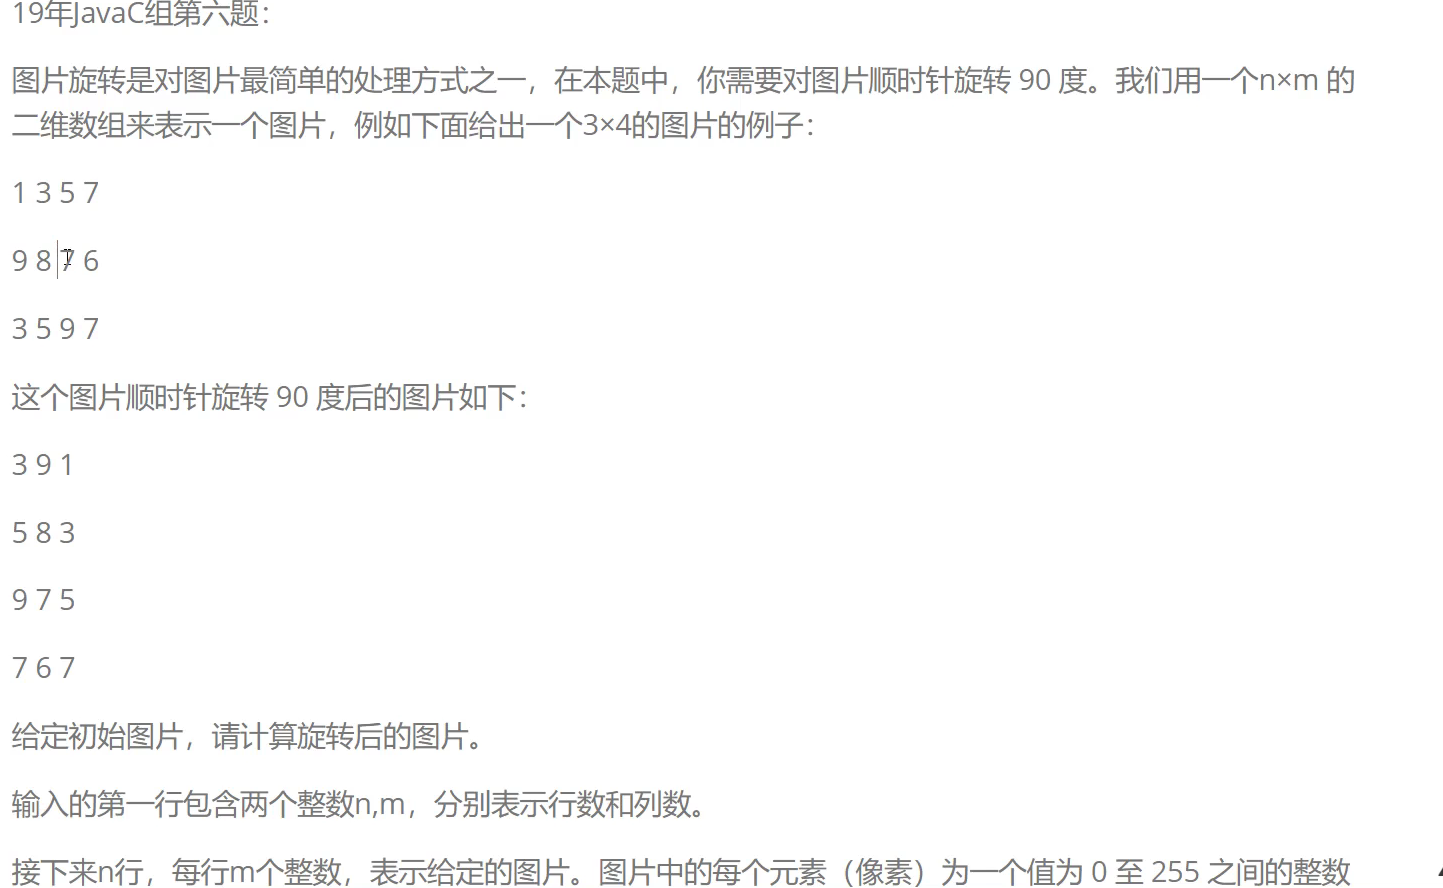 19年JavaC组第六题：
图片旋转是对图片最简单的处理方式之一，在本题中，你需要对图片顺时针旋转 90 度。我们用一个n×m 的
二维数组来表示一个图片，例如下面给出一个3×4的图片的例子：
1 3 5 7
9 8 7 6
3 5 9 7
这个图片顺时针旋转 90 度后的图片如下：
3 9 1
5 8 3
9 7 5
7 6 7
给定初始图片，请计算旋转后的图片。
输入的第一行包含两个整数n,m，分别表示行数和列数。
接下来n行，每行m个整数，表示给定的图片。图片中的每个元素（像素）为一个值为 0 至 255 之间的整数